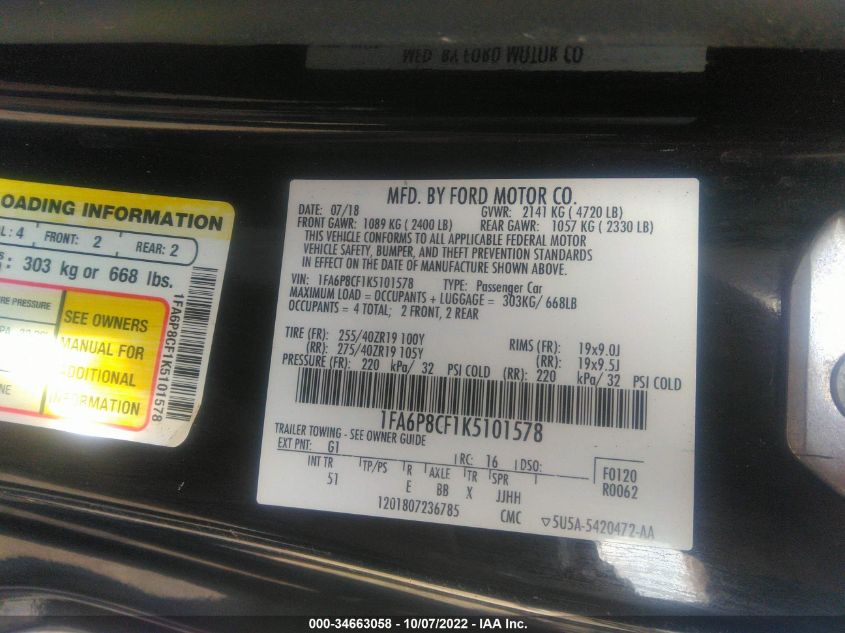 MFD. BY FORD MOTOR CO
LOADING INFORMATION
L: 4 FRONT: 2 REAR: 2
: 303 kg or 668 lbs.
PRESSURE
SEE OWNERS
MANUAL FOR
ADDITIONAL
INFORMATION
1FA6P8CF1K5101578
MFD. BY FORD MOTOR CO.
DATE: 07/18 GVWR: 2141 KG ( 4720 LB)
FRONT GAWR: 1089 KG ( 2400 LB) REAR GAWR: 1057 KG ( 2330 LB)
THIS VEHICLE CONFORMS TO ALL APPLICABLE FEDERAL MOTOR
VEHICLE SAFETY, BUMPER, AND THEFT PREVENTION STANDARDS
IN EFFECT ON THE DATE OF MANUFACTURE SHOWN ABOVE.
VIN: 1FA6P8CF1K5101578 TYPE: Passenger Car
MAXIMUM LOAD = OCCUPANTS + LUGGAGE = 303KG/ 668LB
OCCUPANTS = 4 TOTAL; 2 FRONT, 2 REAR
TIRE (FR): 255/40ZR19 100Y RIMS (FR): 19x9.0J
(RR): 275/40ZR19 105Y (RR): 19x9.5J
PRESSURE (FR): 220 kPa/ 32 PSI COLD (RR): 220 kPa/ 32 PSI COLD
1FA6P8CF1K5101578
TRAILER TOWING - SEE OWNER GUIDE
EXT PNT: G1 RC: 16 DSO: F0120
INT TR TP/PS R AXLE TR SPR R0062
51 E BB X JJHH
1201807236785 CMC ▽5U5A-5420472-AA
000-34663058 - 10/07/2022 - IAA Inc.